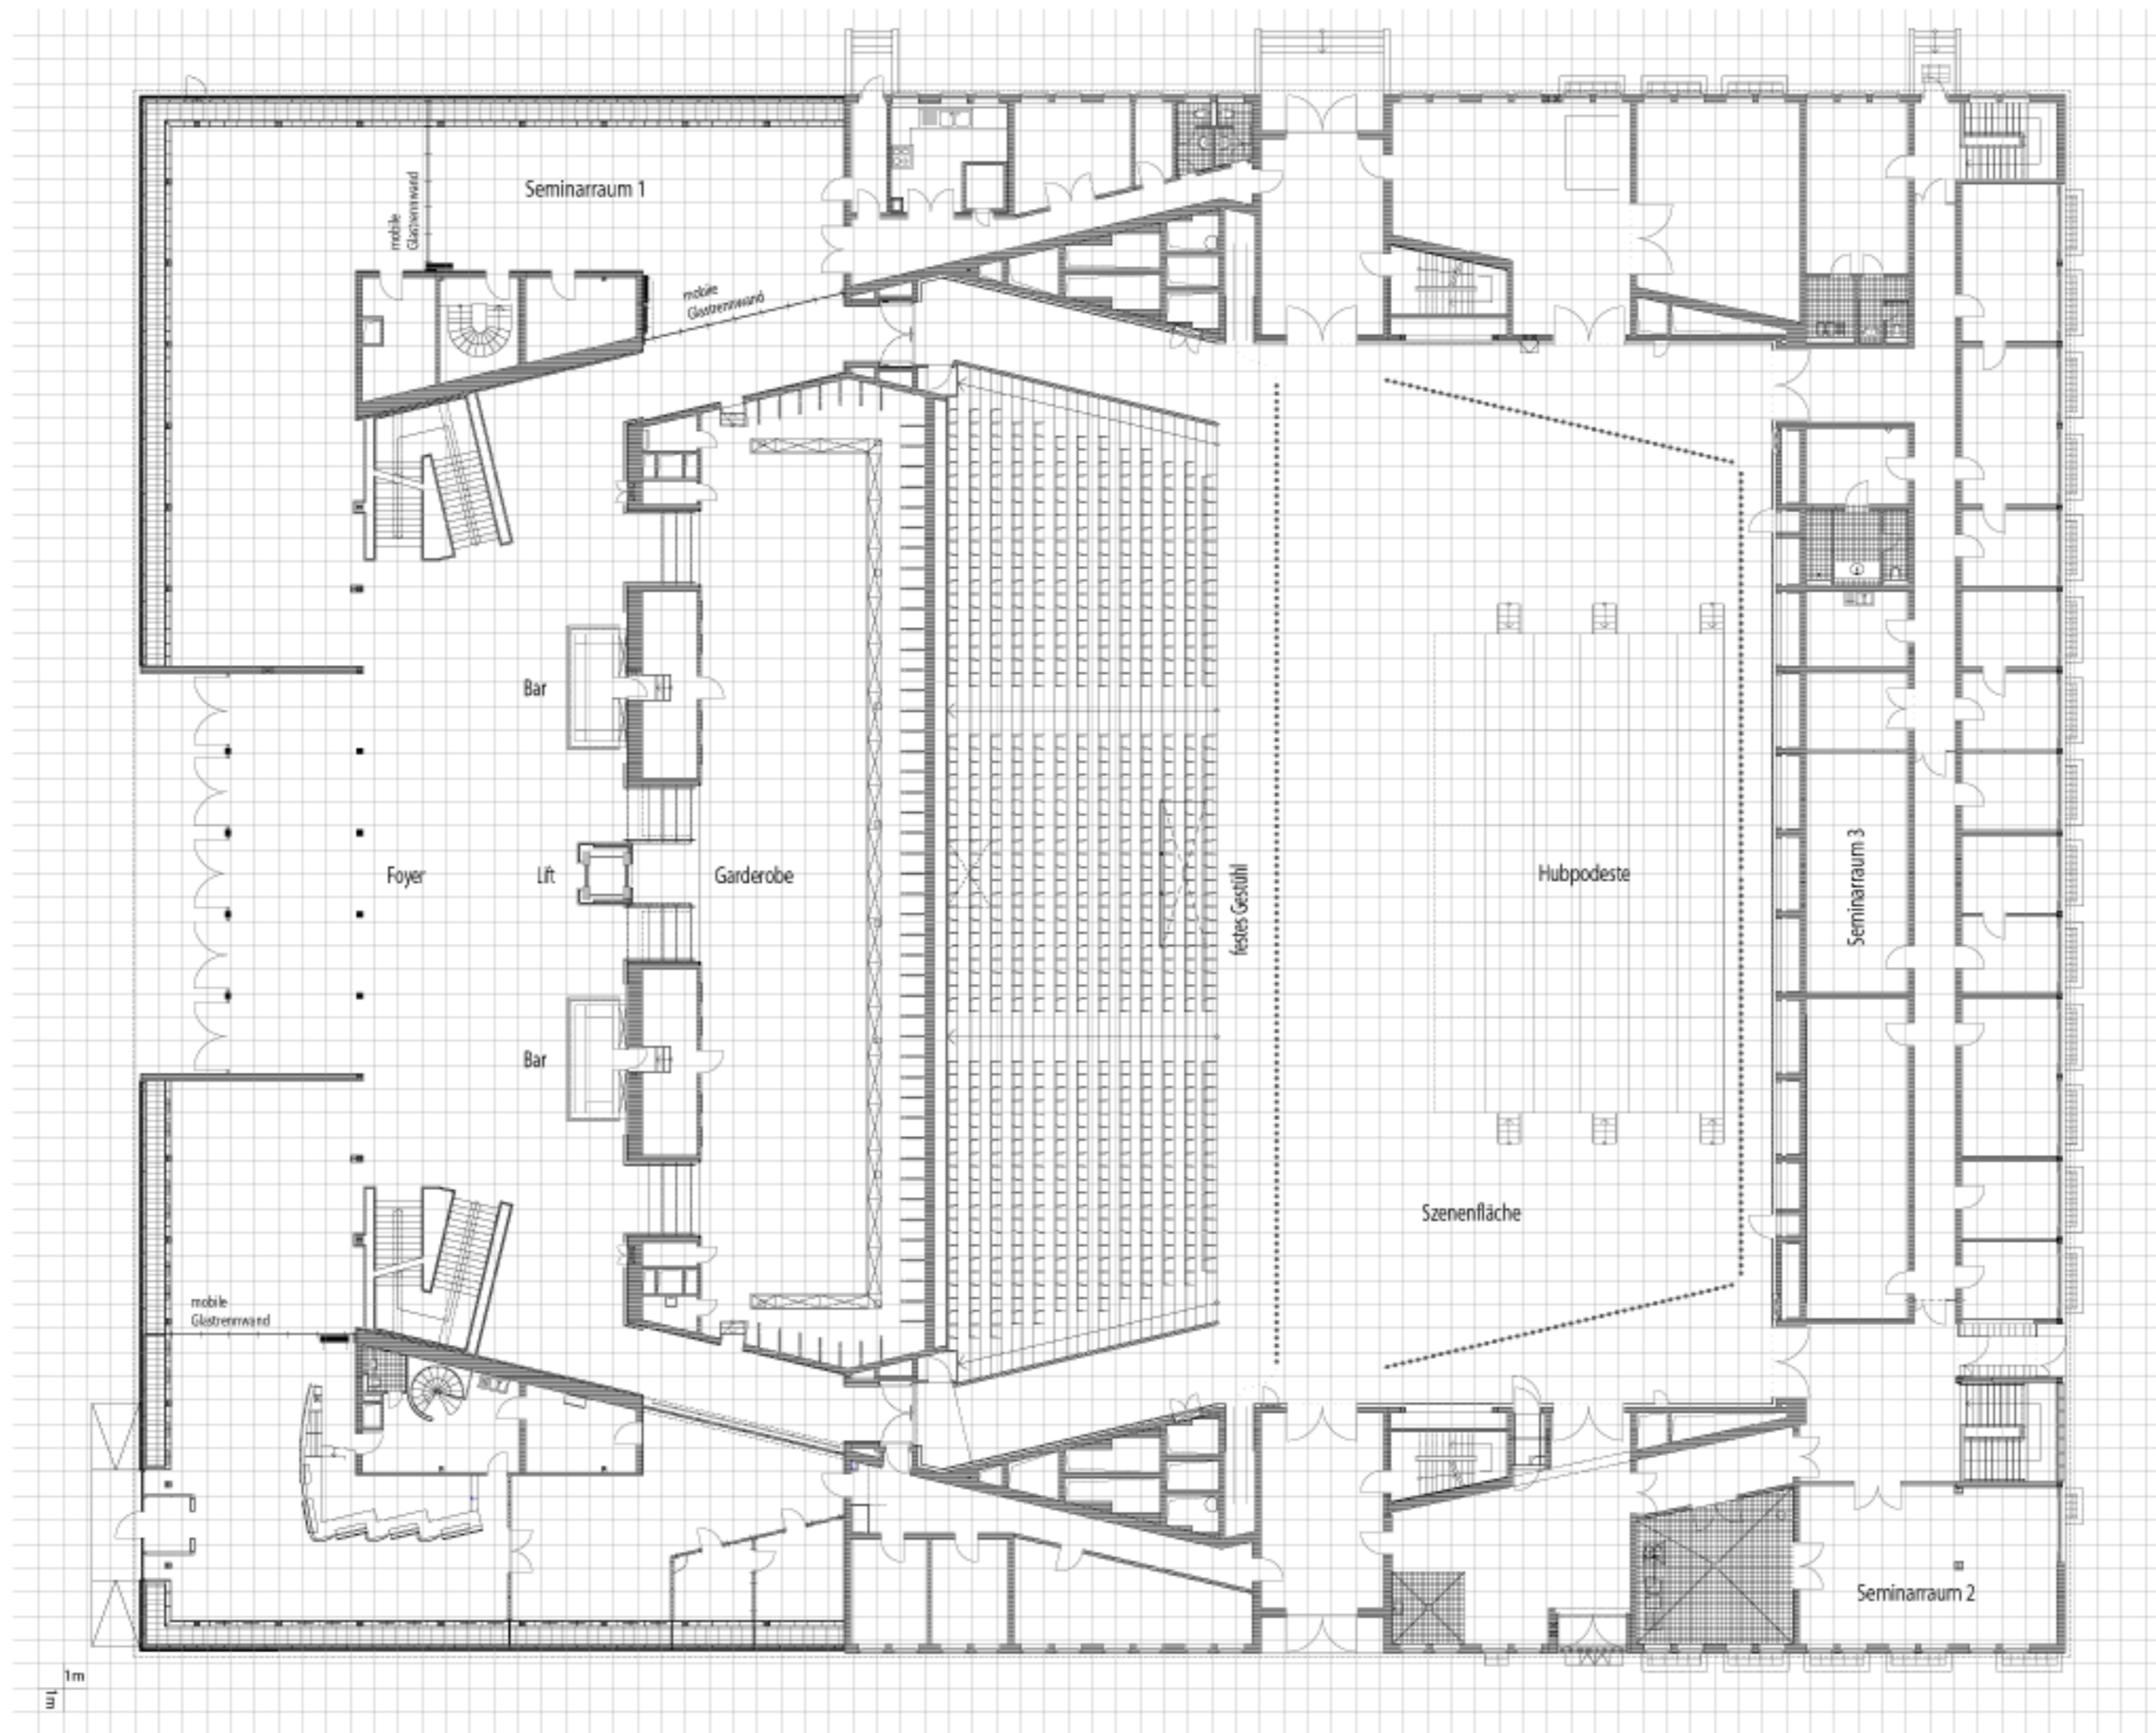 Seminarraum 1
mobile
Glastrennwand
mobile
Glastrennwand
Bar
Foyer
Lift
Garderobe
festes Gestühl
Hubpodeste
Seminarraum 3
Bar
Szenenfläche
mobile
Glastrennwand
Seminarraum 2
1m
1m